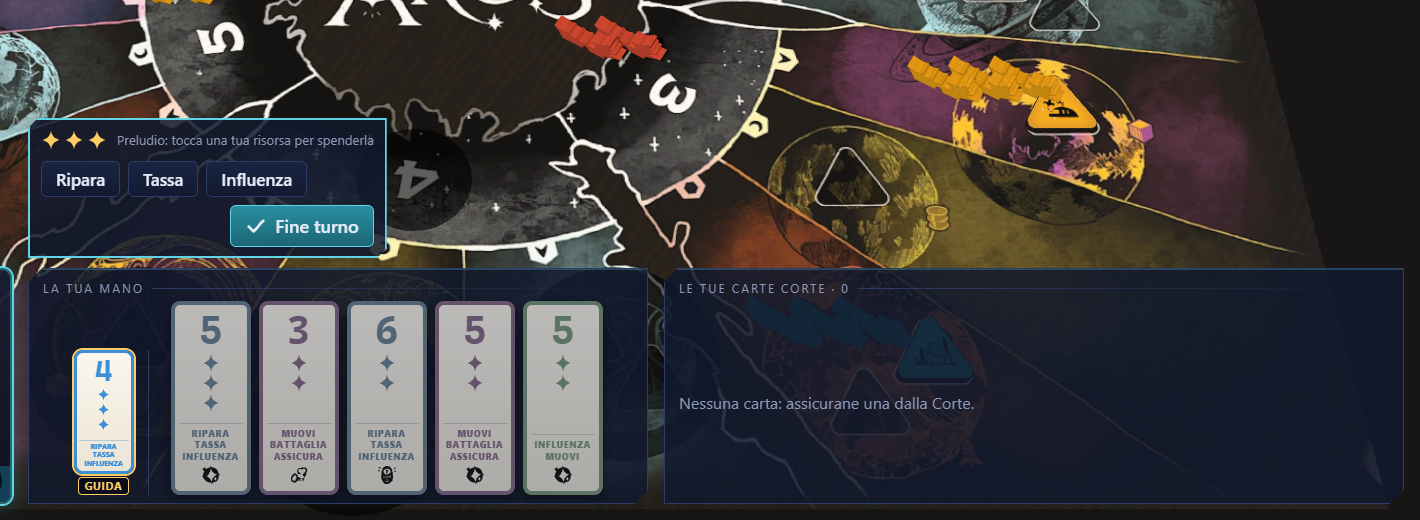 5
3
4
Preludio: tocca una tua risorsa per spenderla
Ripara
Tassa
Influenza
Fine turno
LA TUA MANO
4
RIPARA
TASSA
INFLUENZA
GUIDA
5
RIPARA
TASSA
INFLUENZA
3
MUOVI
BATTAGLIA
ASSICURA
6
RIPARA
TASSA
INFLUENZA
5
MUOVI
BATTAGLIA
ASSICURA
5
INFLUENZA
MUOVI
LE TUE CARTE CORTE · 0
Nessuna carta: assicurane una dalla Corte.